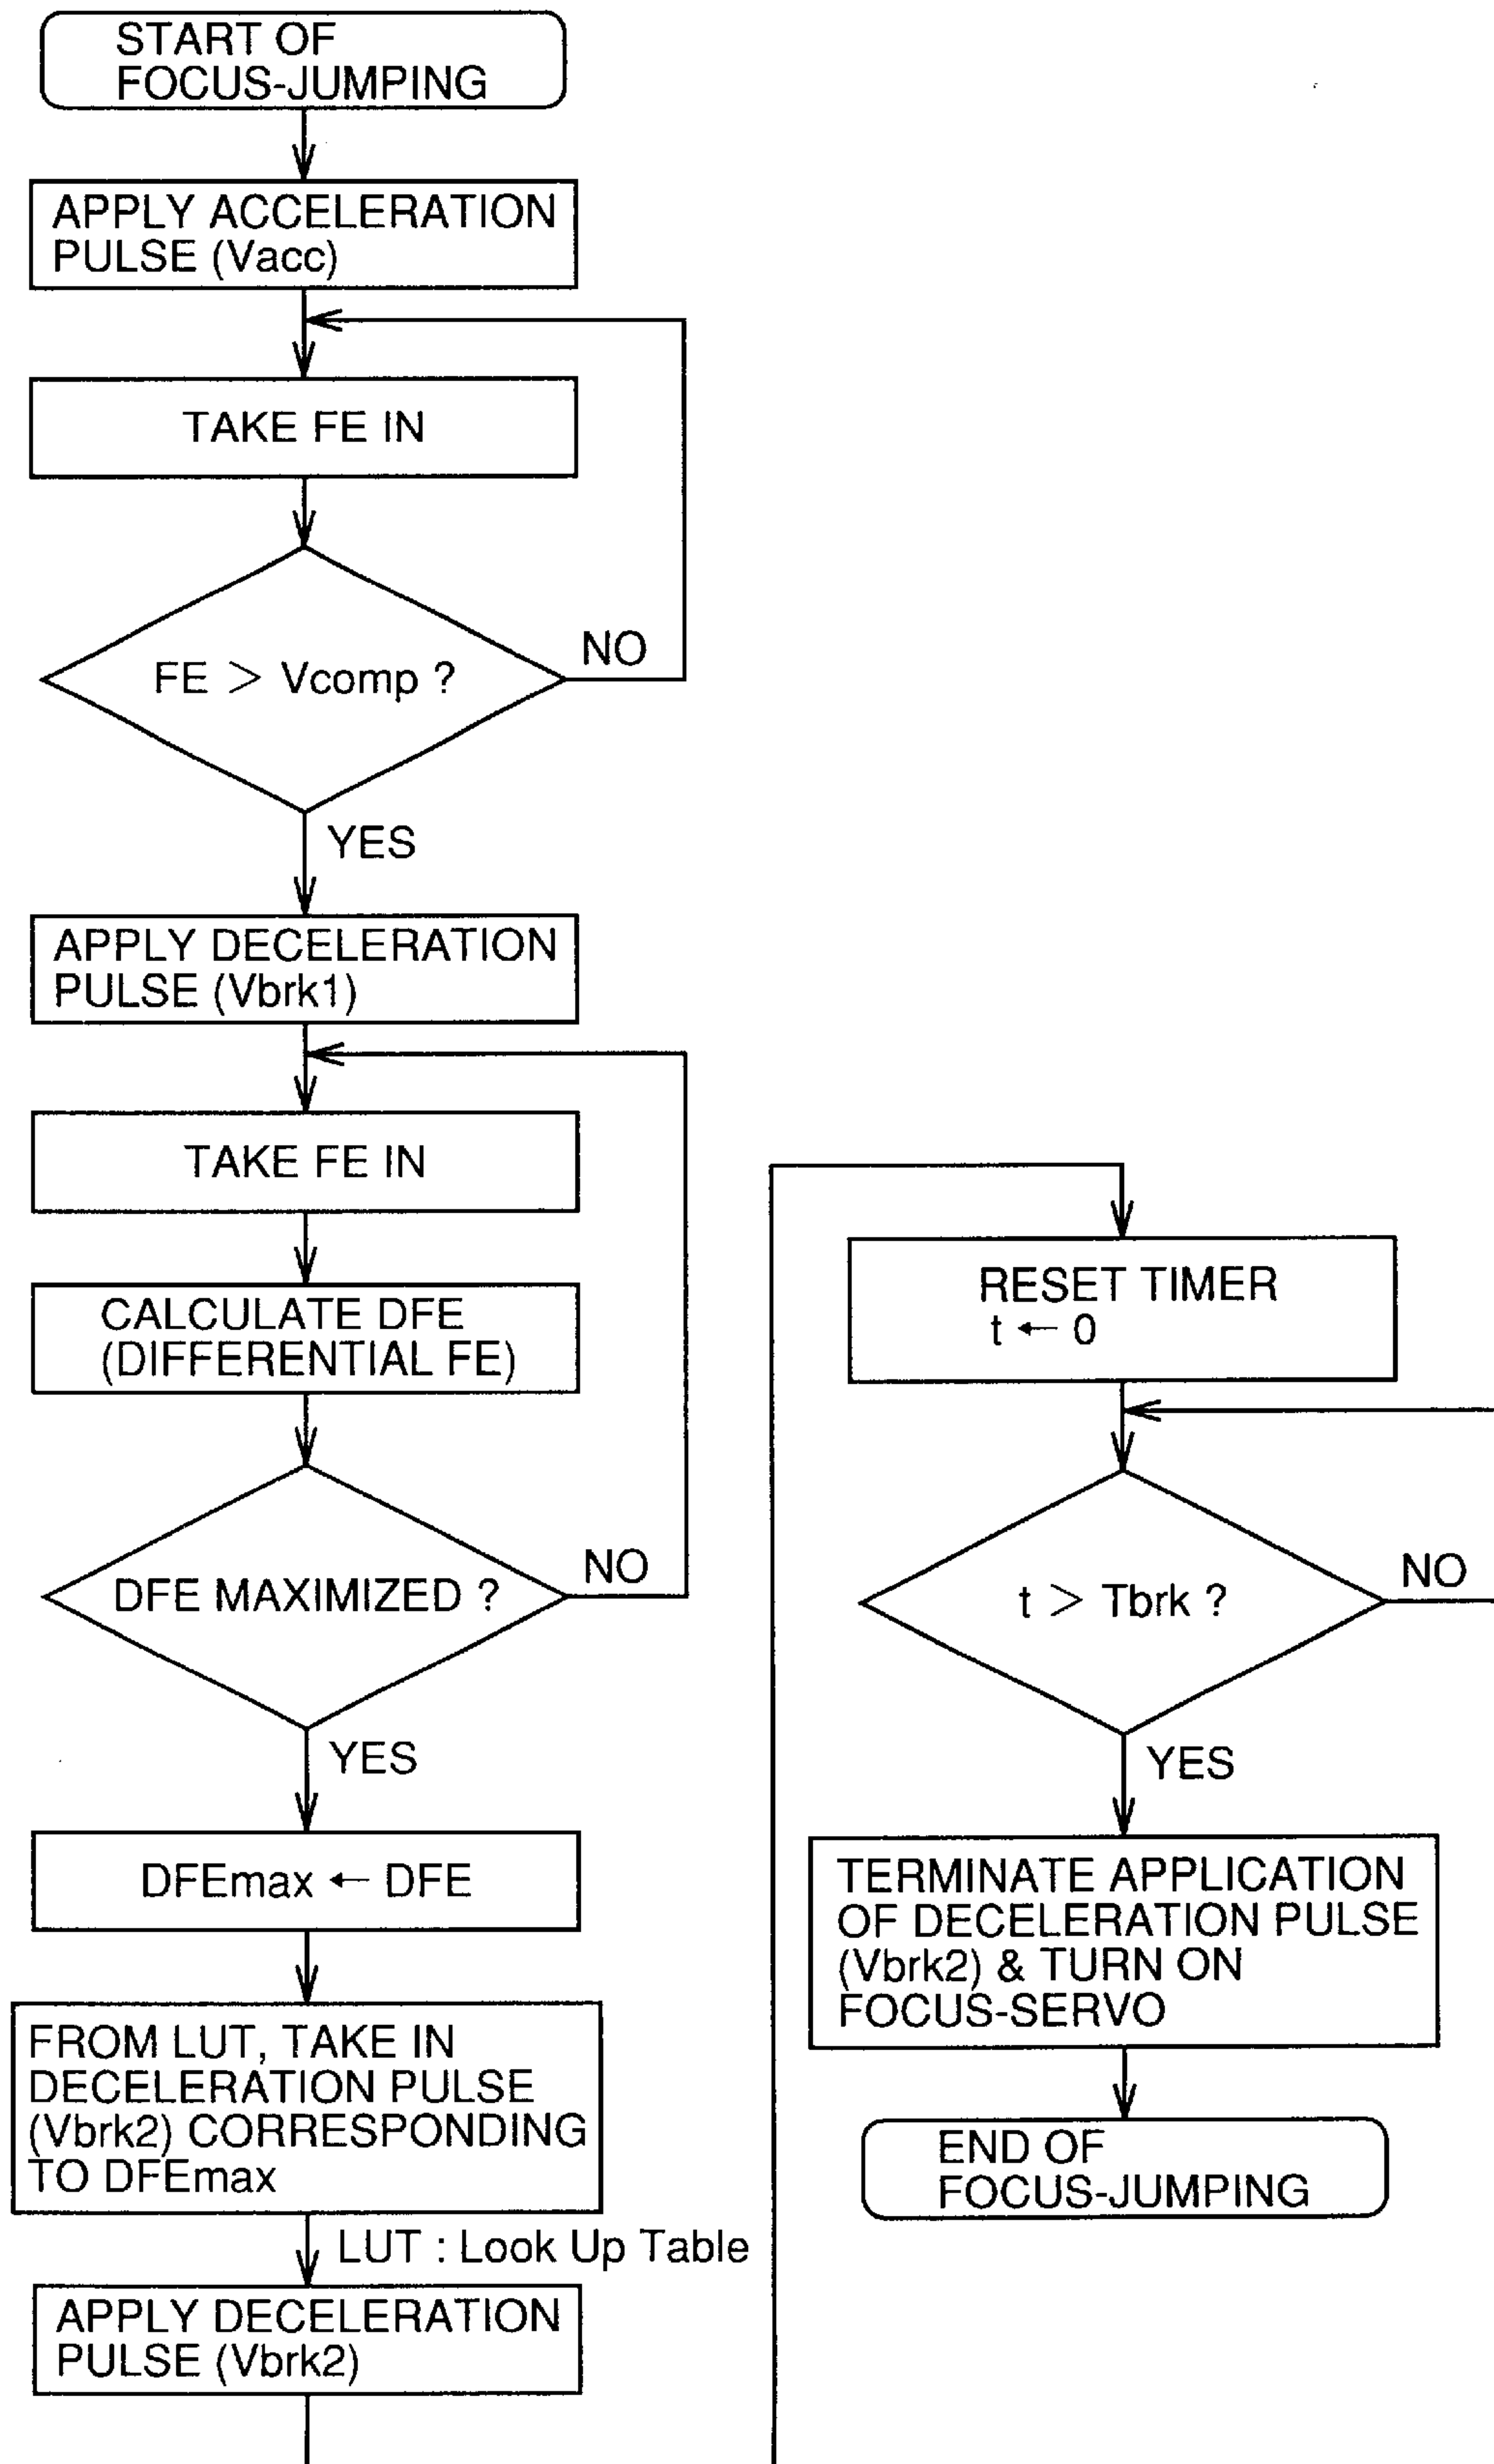 START OF
FOCUS-JUMPING
APPLY ACCELERATION
PULSE (Vacc)
TAKE FE IN
FE > Vcomp ?
NO
YES
APPLY DECELERATION
PULSE (Vbrk1)
TAKE FE IN
CALCULATE DFE
(DIFFERENTIAL FE)
DFE MAXIMIZED ?
NO
YES
DFEmax ← DFE
FROM LUT, TAKE IN
DECELERATION PULSE
(Vbrk2) CORRESPONDING
TO DFEmax
LUT : Look Up Table
APPLY DECELERATION
PULSE (Vbrk2)
RESET TIMER
t ← 0
t > Tbrk ?
NO
YES
TERMINATE APPLICATION
OF DECELERATION PULSE
(Vbrk2) & TURN ON
FOCUS-SERVO
END OF
FOCUS-JUMPING